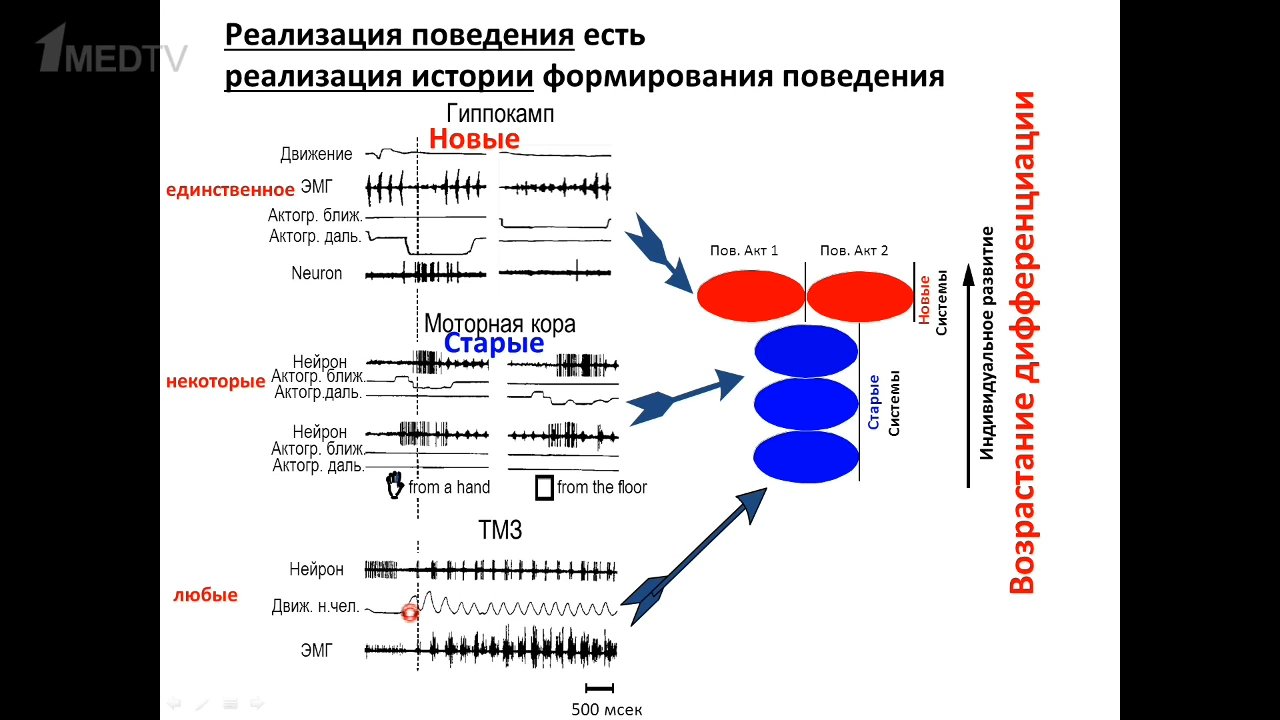 1MEDTV
Реализация поведения есть
реализация истории формирования поведения
Гиппокамп
Новые
Движение
единственное
ЭМГ
Актогр. ближ.
Актогр. даль.
Neuron
Моторная кора
Старые
Нейрон
некоторые
Актогр. ближ.
Актогр.даль.
Нейрон
Актогр. ближ.
Актогр. даль.
from a hand
from the floor
ТМЗ
Нейрон
любые
Движ. н.чел.
ЭМГ
500 мсек
Пов. Акт 1
Пов. Акт 2
Новые
Системы
Старые
Системы
Индивидуальное развитие
Возрастание дифференциации